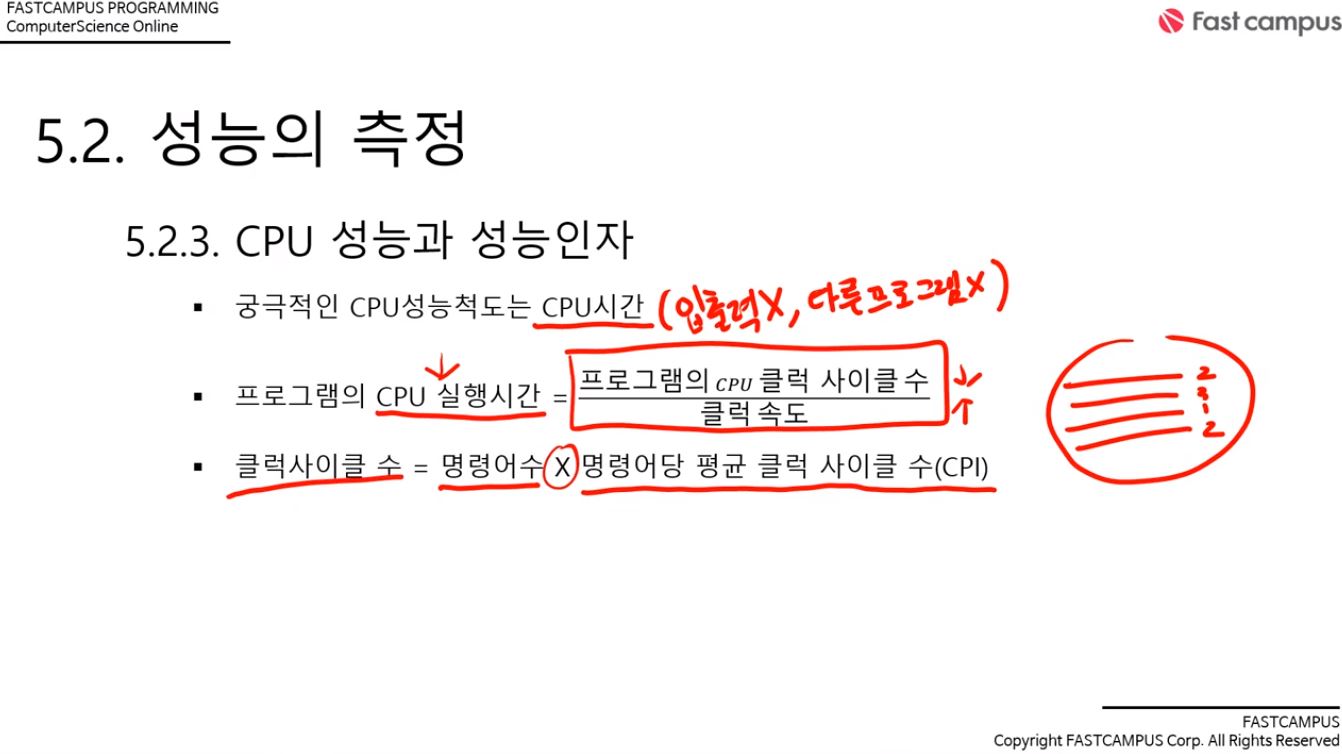 FASTCAMPUS PROGRAMMING
ComputerScience Online
Fast campus
5.2. 성능의 측정
5.2.3. CPU 성능과 성능인자
▪ 궁극적인 CPU성능척도는 CPU시간 (입출력X, 다른프로그램X)
▪ 프로그램의 CPU 실행시간 = 프로그램의 CPU 클럭 사이클 수
클럭 속도
2
3
1
2
▪ 클럭사이클 수 = 명령어수 X 명령어당 평균 클럭 사이클 수(CPI)
FASTCAMPUS
Copyright FASTCAMPUS Corp. All Rights Reserved